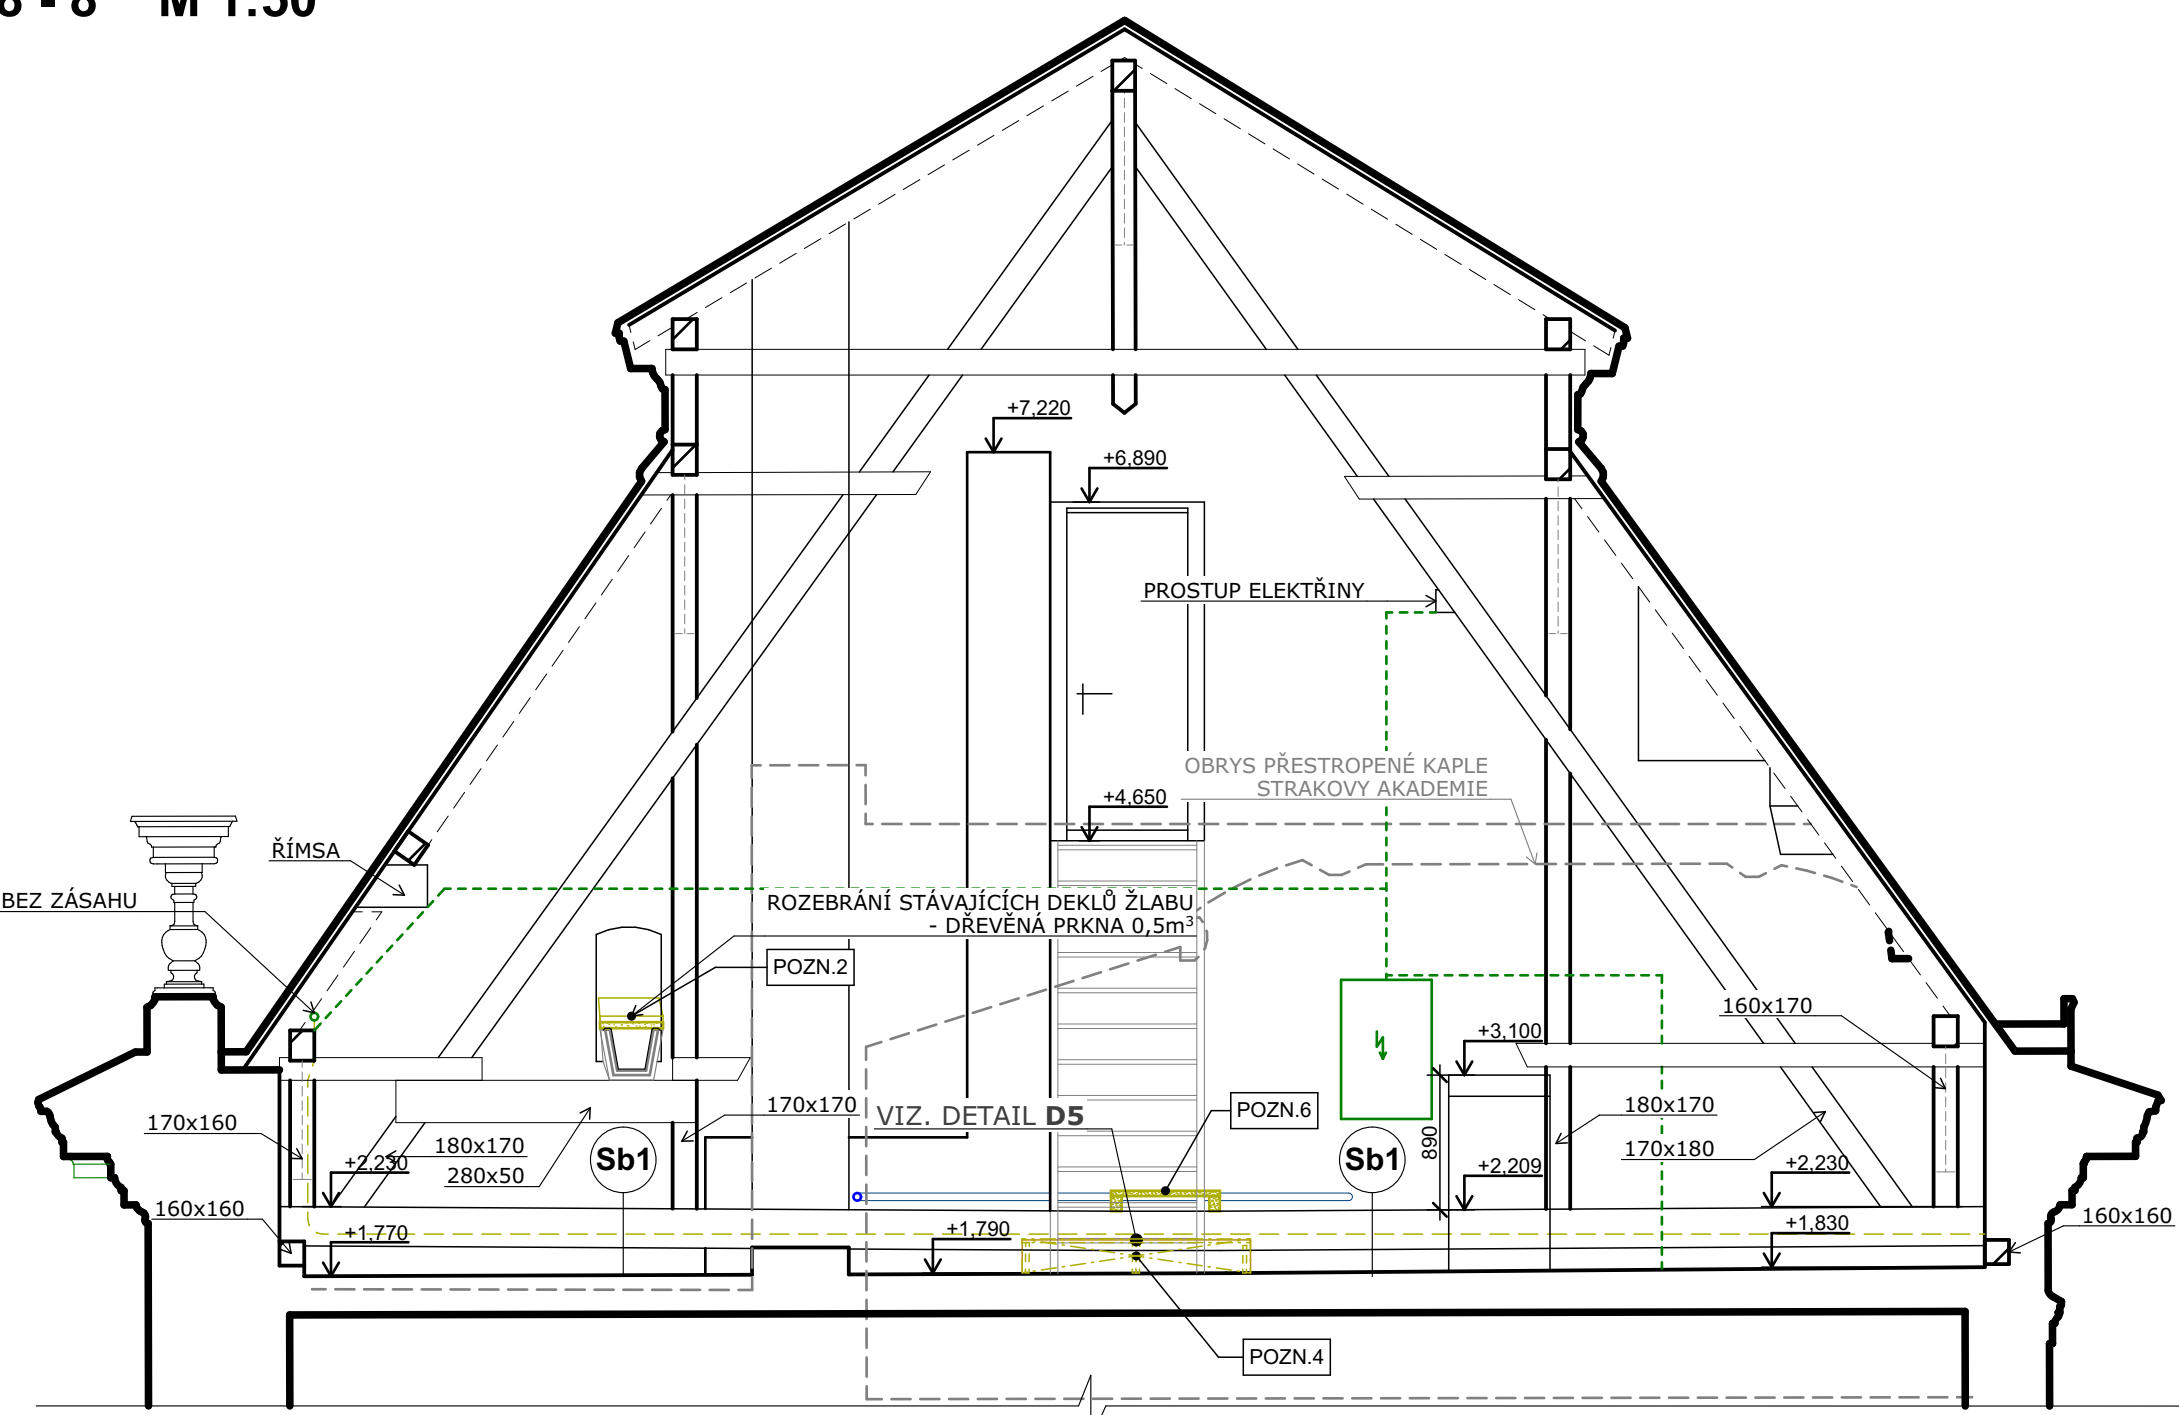 8 - 8 M 1:50
+7,220
+6,890
PROSTUP ELEKTŘINY
OBRYS PŘESTROPENÉ KAPLE
STRAKOVY AKADEMIE
+4,650
ŘÍMSA
BEZ ZÁSAHU
ROZEBRÁNÍ STÁVAJÍCÍCH DEKLŮ ŽLABU
- DŘEVĚNÁ PRKNA 0,5m³
POZN.2
160x170
+3,100
170x170
VIZ. DETAIL D5
POZN.6
180x170
170x160
180x170
890
170x180
Sb1
Sb1
+2,230
280x50
+2,209
+2,230
160x160
+1,770
+1,790
+1,830
160x160
POZN.4